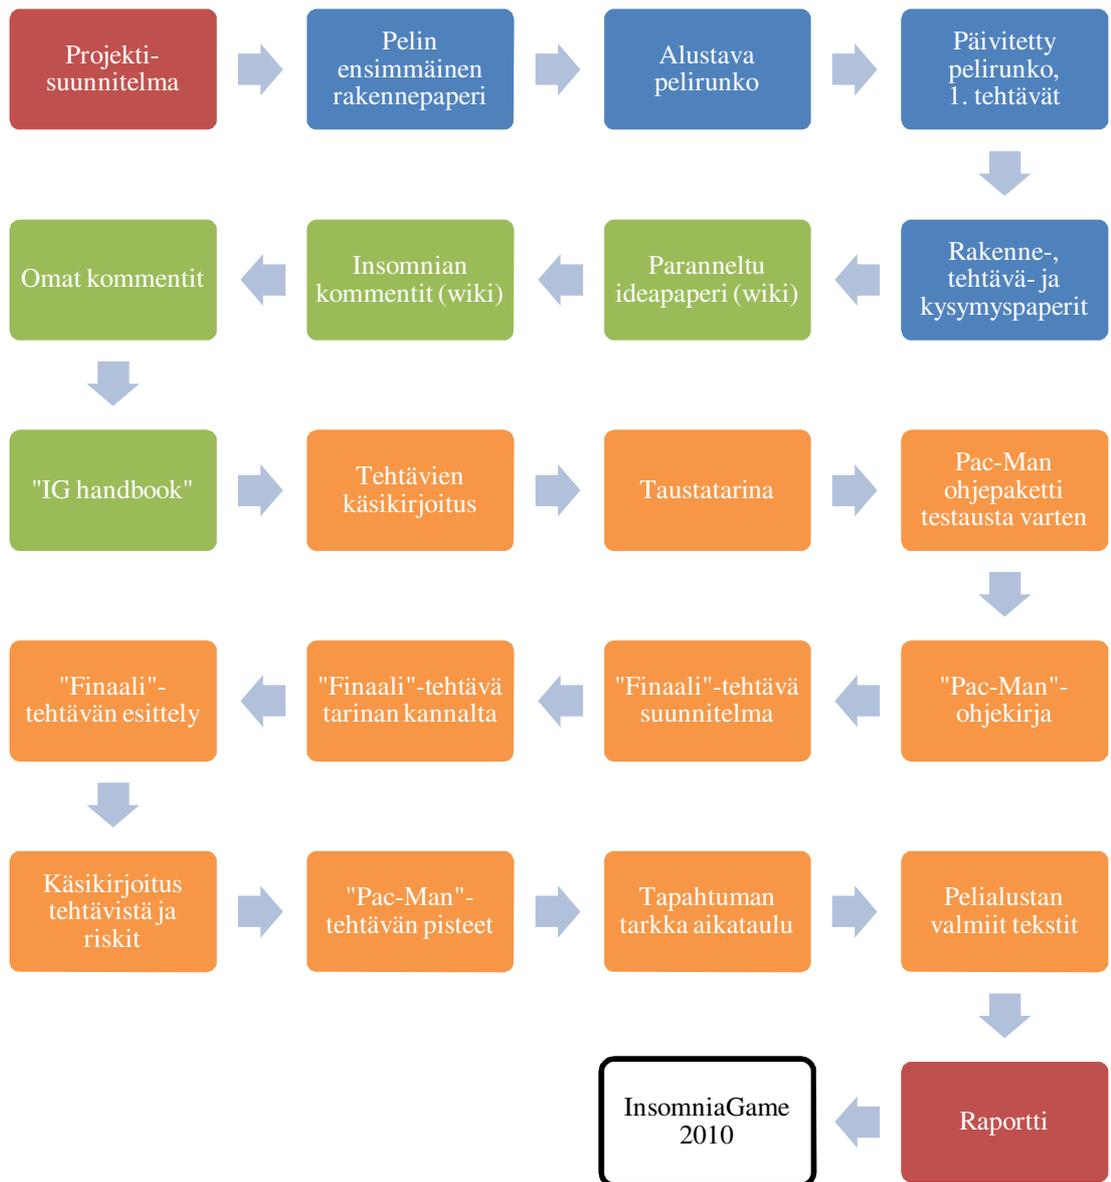 Projekti-
suunnitelma
Pelin
ensimmäinen
rakennepaperi
Alustava
pelirunko
Päivitetty
pelirunko,
1. tehtävät
Rakenne-,
tehtävä- ja
kysymyspaperit
Paranneltu
ideapaperi (wiki)
Insomnian
kommentit (wiki)
Omat kommentit
"IG handbook"
Tehtävien
käsikirjoitus
Taustatarina
Pac-Man
ohjepaketti
testausta varten
"Pac-Man"-
ohjekirja
"Finaali"-tehtävä
suunnitelma
"Finaali"-tehtävä
tarinan kannalta
"Finaali"-
tehtävän esittely
Käsikirjoitus
tehtävistä ja
riskit
"Pac-Man"-
tehtävän pisteet
Tapahtuman
tarkka aikataulu
Pelialustan
valmiit tekstit
Raportti
InsomniaGame
2010